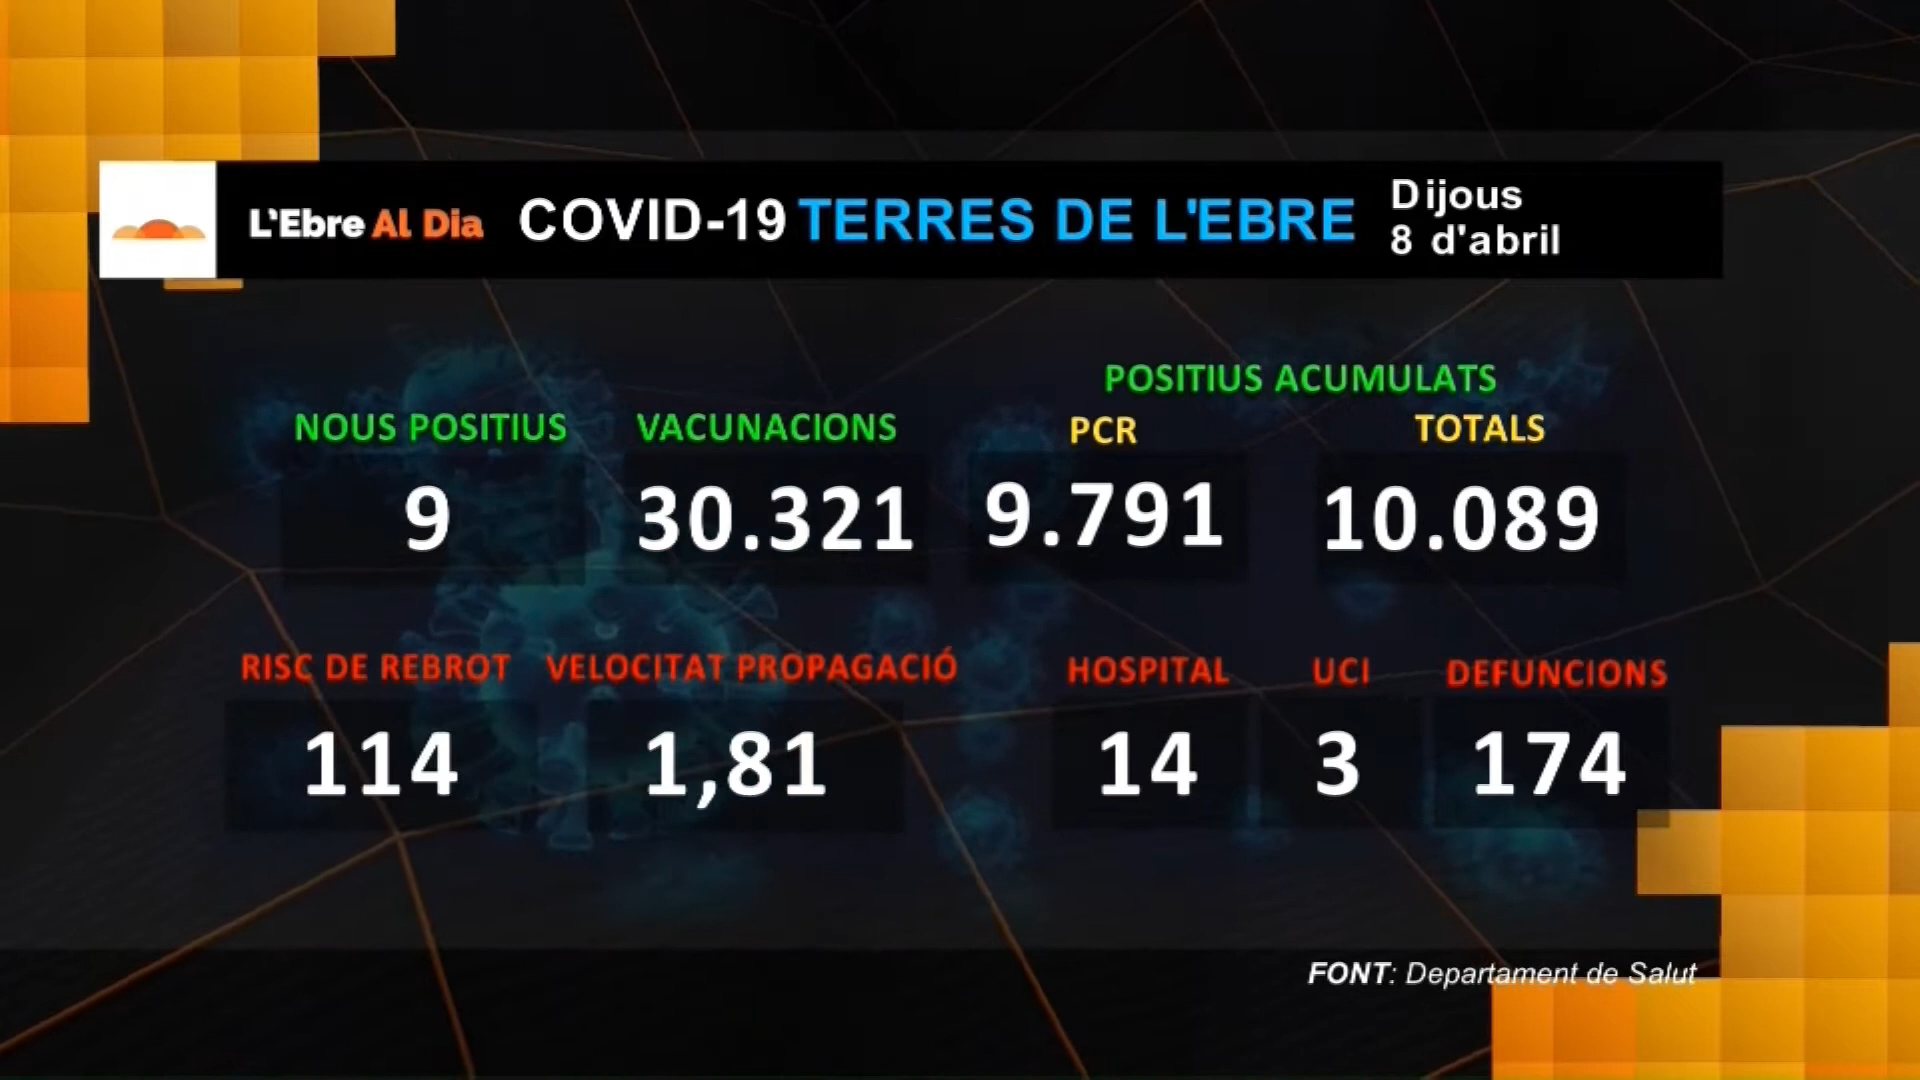 L'Ebre Al Dia
COVID-19 TERRES DE L'EBRE
Dijous
8 d'abril
NOUS POSITIUS
9
VACUNACIONS
30.321
POSITIUS ACUMULATS
PCR
9.791
TOTALS
10.089
RISC DE REBROT
114
VELOCITAT PROPAGACIÓ
1,81
HOSPITAL
14
UCI
3
DEFUNCIONS
174
FONT: Departament de Salut